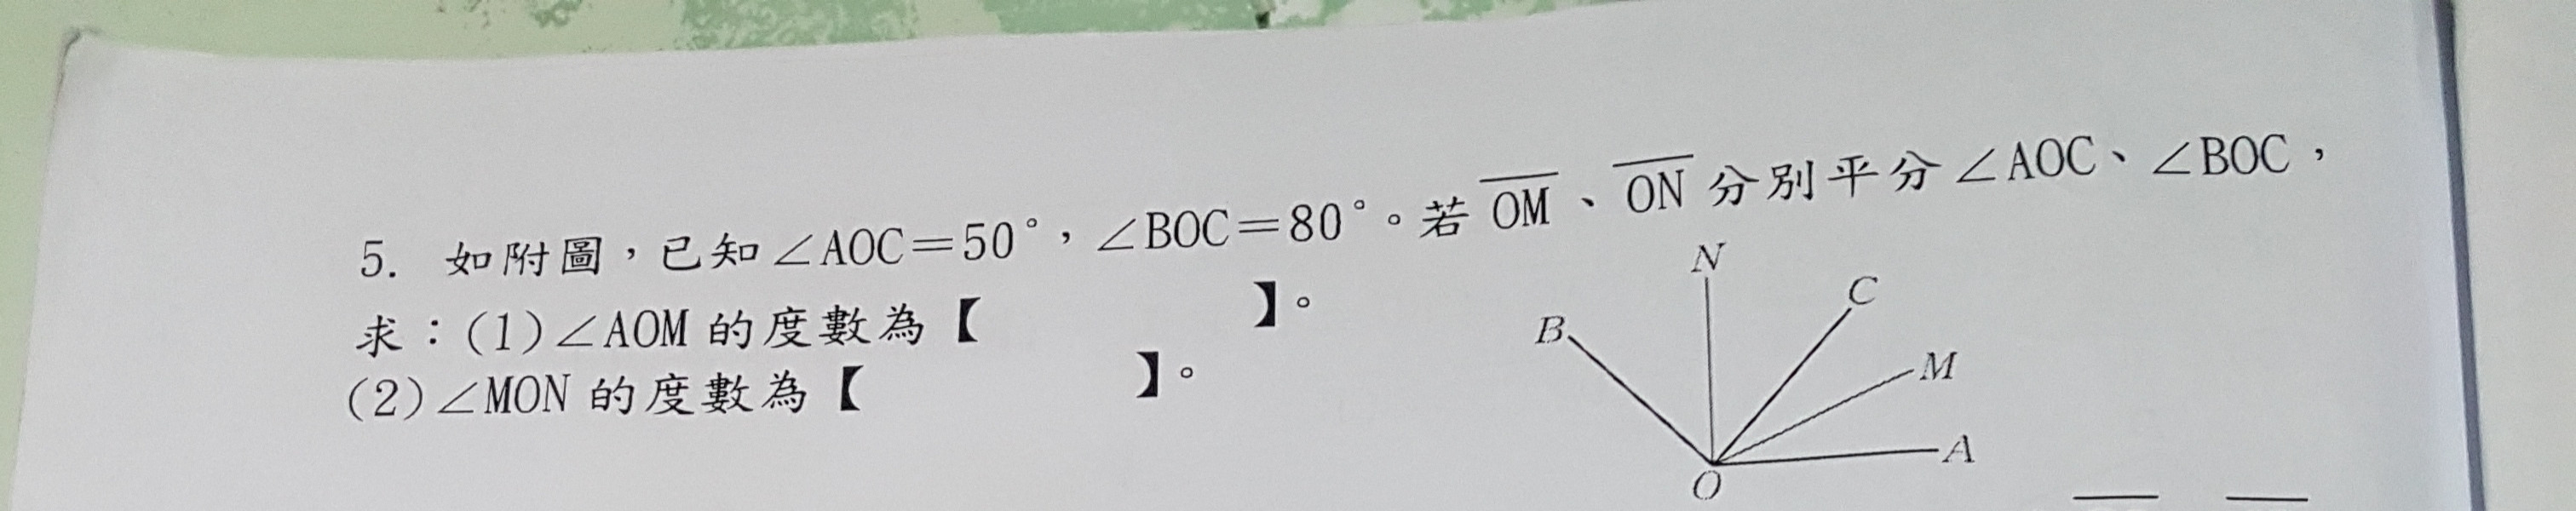 5. 如附圖，已知∠AOC＝50°，∠BOC＝80°。若 OM、ON 分別平分∠AOC、∠BOC，
求：(1)∠AOM 的度數為【 】。
(2)∠MON 的度數為【 】。
N
C
B
M
A
O